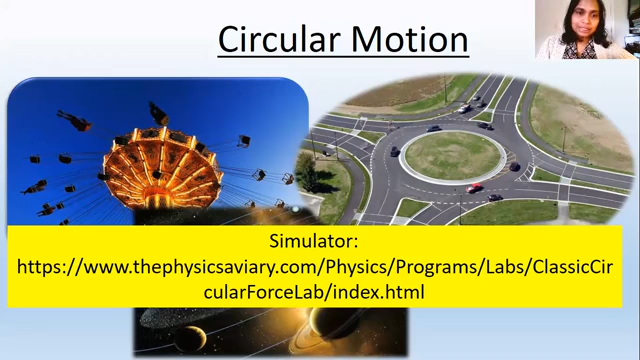 Circular Motion
Simulator:
https://www.thephysicsaviary.com/Physics/Programs/Labs/ClassicCir
cularForceLab/index.html